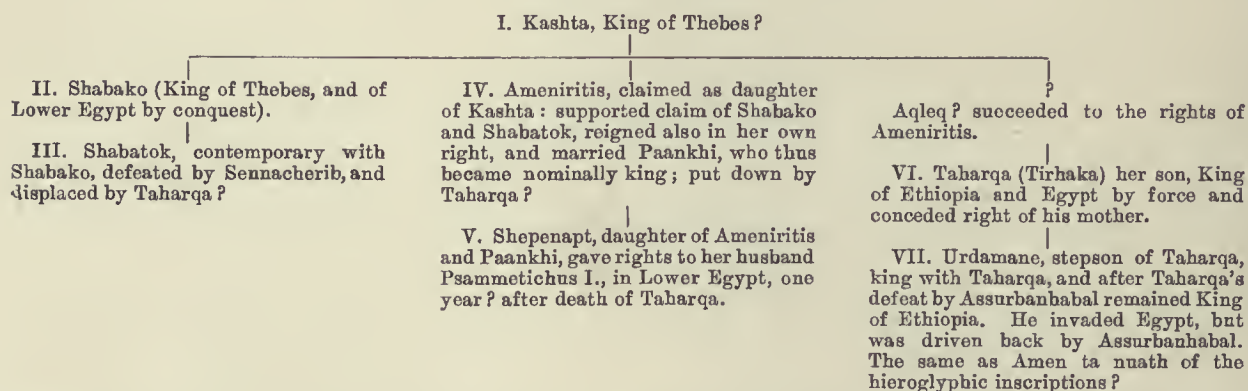 I. Kashta, King of Thebes?
II. Shabako (King of Thebes, and of
Lower Egypt by conquest).
III. Shabatok, contemporary with
Shabako, defeated by Sennacherib, and
displaced by Taharqa?
IV. Ameniritis, claimed as daughter
of Kashta: supported claim of Shabako
and Shabatok, reigned also in her own
right, and married Paankhi, who thus
became nominally king; put down by
Taharqa?
V. Shepenapt, daughter of Ameniritis
and Paankhi, gave rights to her husband
Psammetichus I., in Lower Egypt, one
year? after death of Taharqa.
?
Aqleq? succeeded to the rights of
Ameniritis.
VI. Taharqa (Tirhaka) her son, King
of Ethiopia and Egypt by force and
conceded right of his mother.
VII. Urdamane, stepson of Taharqa,
king with Taharqa, and after Taharqa's
defeat by Assurbanhabal remained King
of Ethiopia. He invaded Egypt, but
was driven back by Assurbanhabal.
The same as Amen ta nuath of the
hieroglyphic inscriptions?